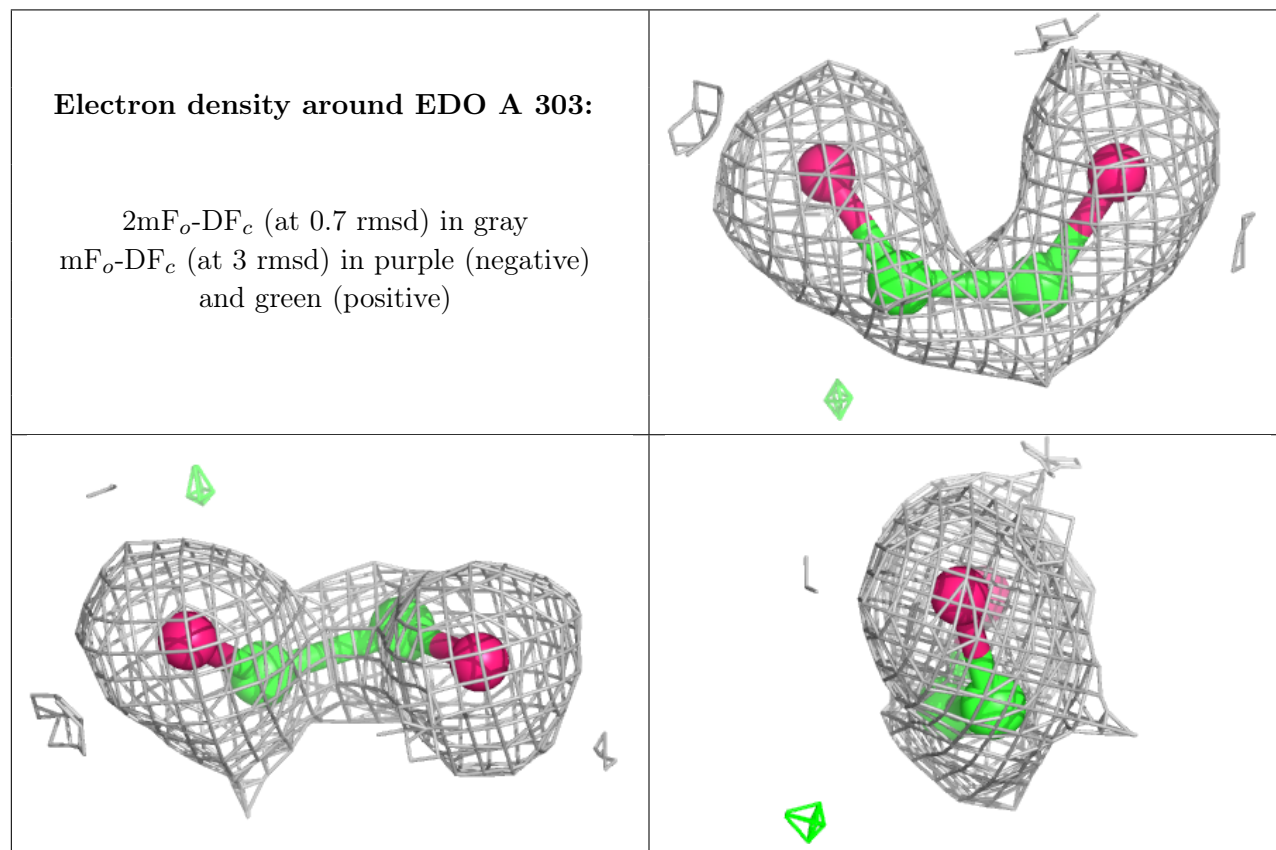 Electron density around EDO A 303:
2mFₒ-DF𝒸 (at 0.7 rmsd) in gray
mFₒ-DF𝒸 (at 3 rmsd) in purple (negative)
and green (positive)